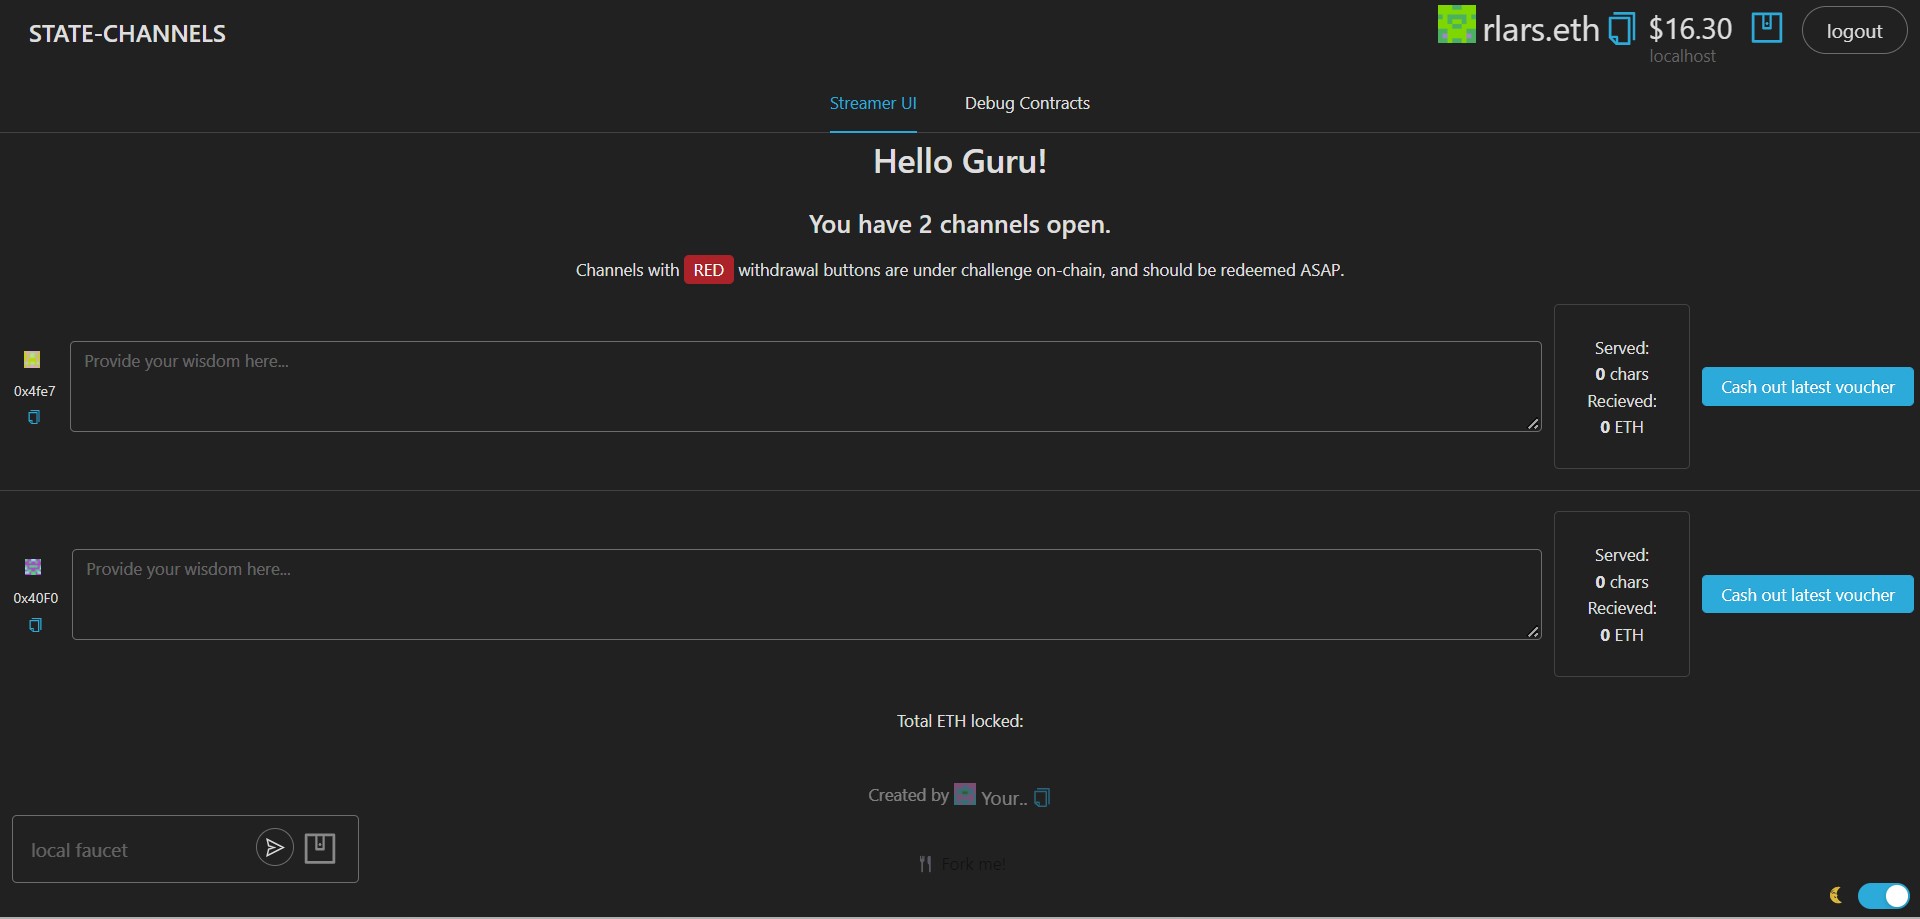 STATE-CHANNELS
rlars.eth $16.30 logout
localhost
Streamer UI Debug Contracts
Hello Guru!
You have 2 channels open.
Channels with RED withdrawal buttons are under challenge on-chain, and should be redeemed ASAP.
0x4fe7
Provide your wisdom here...
Served:
0 chars
Recieved:
0 ETH
Cash out latest voucher
0x40F0
Provide your wisdom here...
Served:
0 chars
Recieved:
0 ETH
Cash out latest voucher
Total ETH locked:
Created by Your..
local faucet
Fork me!